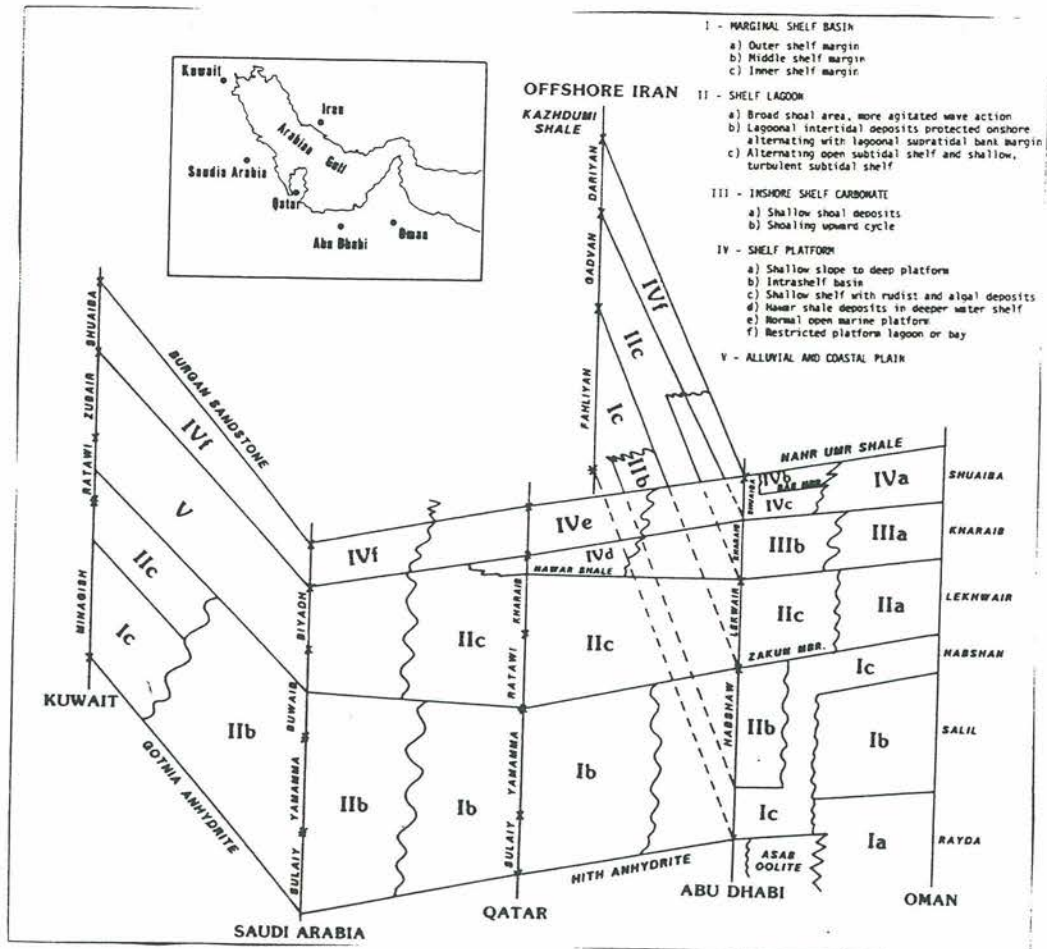 I - MARGINAL SHELF BASIN
a) Outer shelf margin
b) Middle shelf margin
c) Inner shelf margin
II - SHELF LAGOON
a) Broad shoal area, more agitated wave action
b) Lagoonal intertidal deposits protected onshore
alternating with lagoonal supratidal bank margin
c) Alternating open subtidal shelf and shallow,
turbulent subtidal shelf
III - INSHORE SHELF CARBONATE
a) Shallow shoal deposits
b) Shoaling upward cycle
IV - SHELF PLATFORM
a) Shallow slope to deep platform
b) Intrashelf basin
c) Shallow shelf with rudist and algal deposits
d) Hawar shale deposits in deeper water shelf
e) Normal open marine platform
f) Restricted platform lagoon or bay
V - ALLUVIAL AND COASTAL PLAIN
Kuwait
Iran
Arabian
Gulf
Saudia Arabia
Qatar
Abu Dhabi
Oman
OFFSHORE IRAN
KAZHDUMI
SHALE
DARIYAN
GADVAN
FAHLIYAN
IVf
IIc
Ic
IIb
SHUAIBA
ZUBAIR
RATAWI
MINAGISH
KUWAIT
BURGAN SANDSTONE
IVf
V
IIc
Ic
IIb
GOTNIA ANHYDRITE
BIYADH
BUWAIB
YAMAMMA
SULAIY
SAUDI ARABIA
IVf
IIb
IIc
Ib
KHARAIB
RATAWI
YAMAMMA
SULAIY
QATAR
IVe
IVd
HAWAR SHALE
IIc
Ib
HITH ANHYDRITE
SHUAIBA
KHARAIB
LEKWAIR
HABSHAW
ABU DHABI
NAHR UMR SHALE
IVb
BAB MBR.
IVc
IVa
IIIb
IIIa
IIc
IIa
ZAKUM MBR.
Ic
IIb
Ib
Ic
Ia
ASAB
OOLITE
OMAN
SHUAIBA
KHARAIB
LEKHWAIR
HABSHAN
SALIL
RAYDA